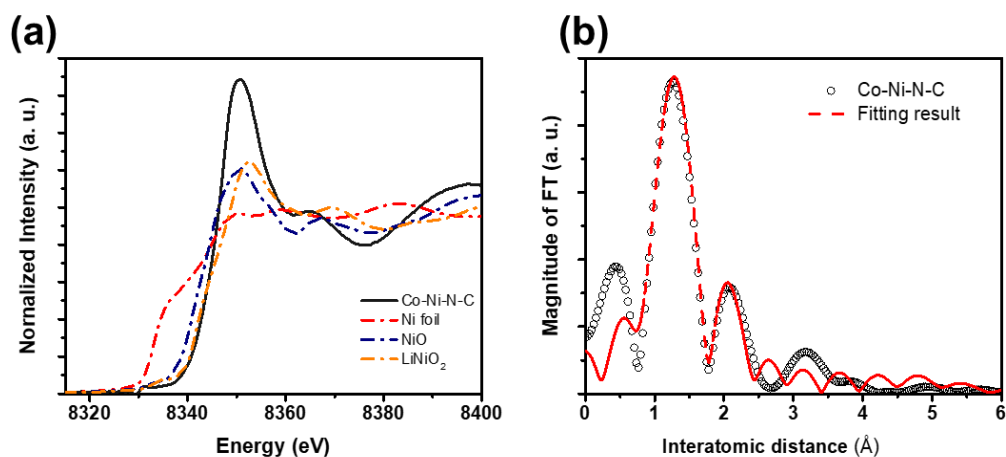 (a)
Normalized Intensity (a. u.)
Co-Ni-N-C
Ni foil
NiO
LiNiO₂
8320 8340 8360 8380 8400
Energy (eV)
(b)
Magnitude of FT (a. u.)
Co-Ni-N-C
Fitting result
0 1 2 3 4 5 6
Interatomic distance (Å)